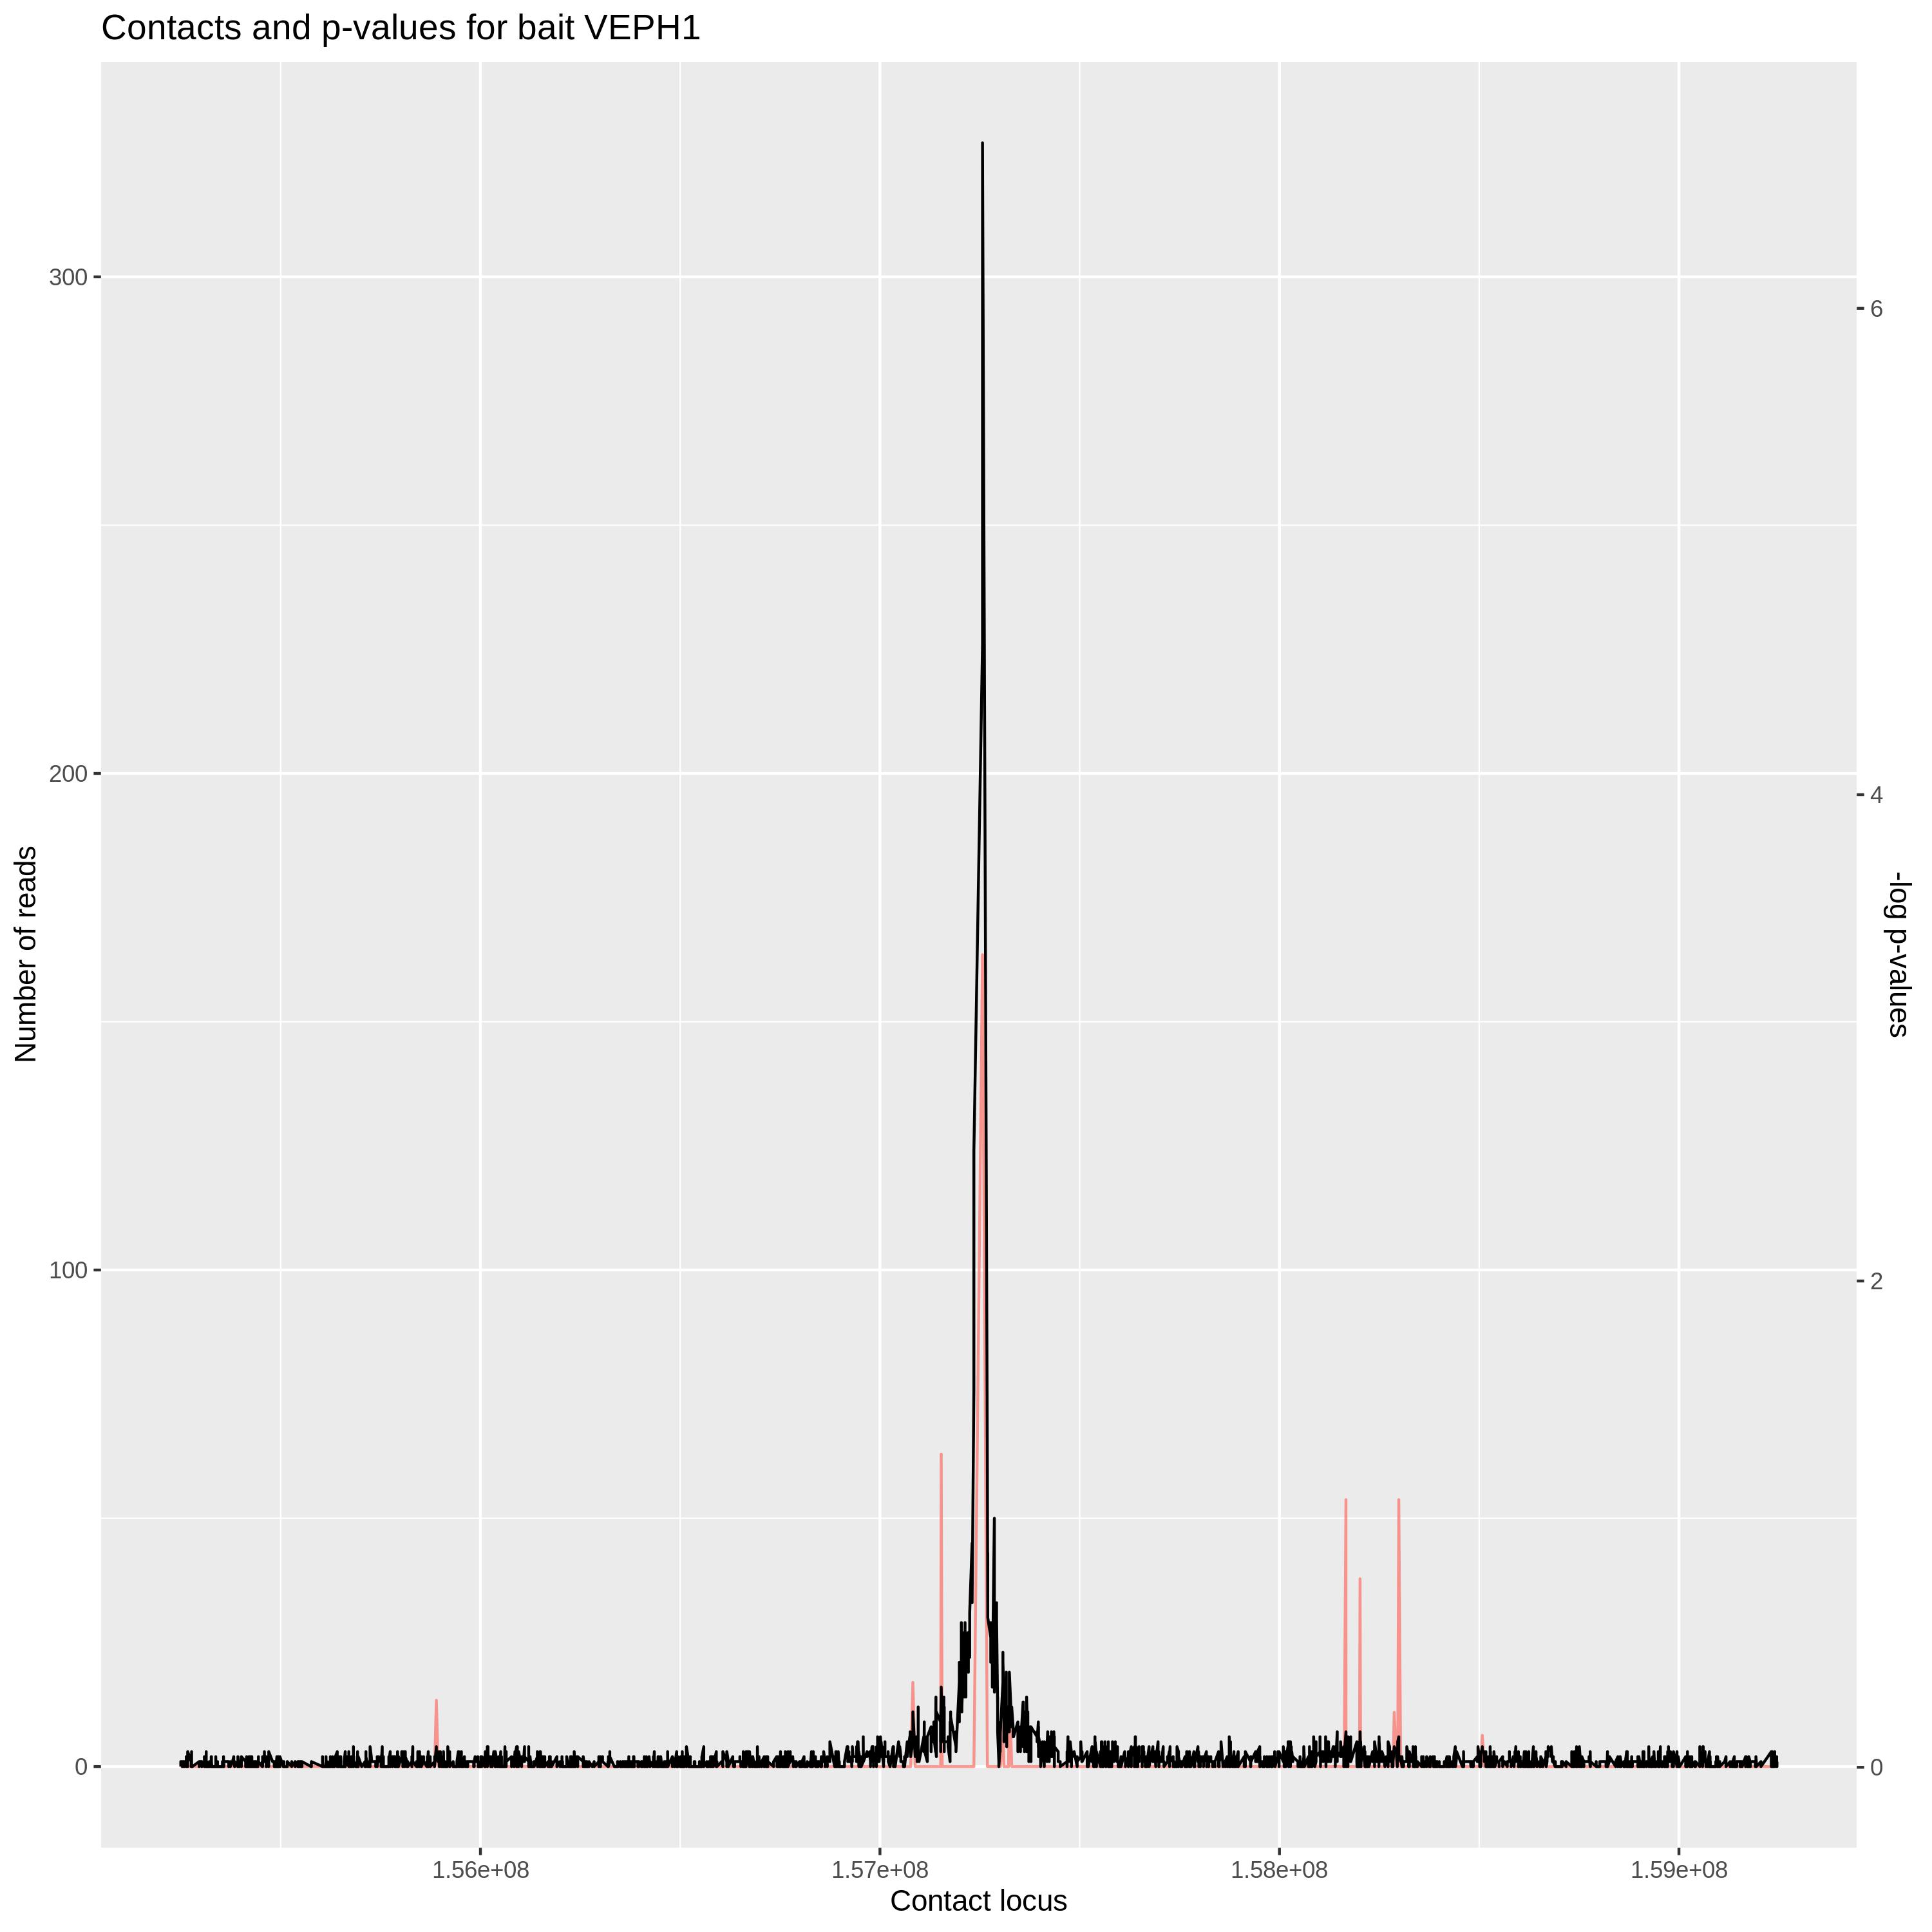 Contacts and p-values for bait VEPH1
300
200
100
0
Number of reads
6
4
2
0
-log p-values
1.56e+08
1.57e+08
1.58e+08
1.59e+08
Contact locus